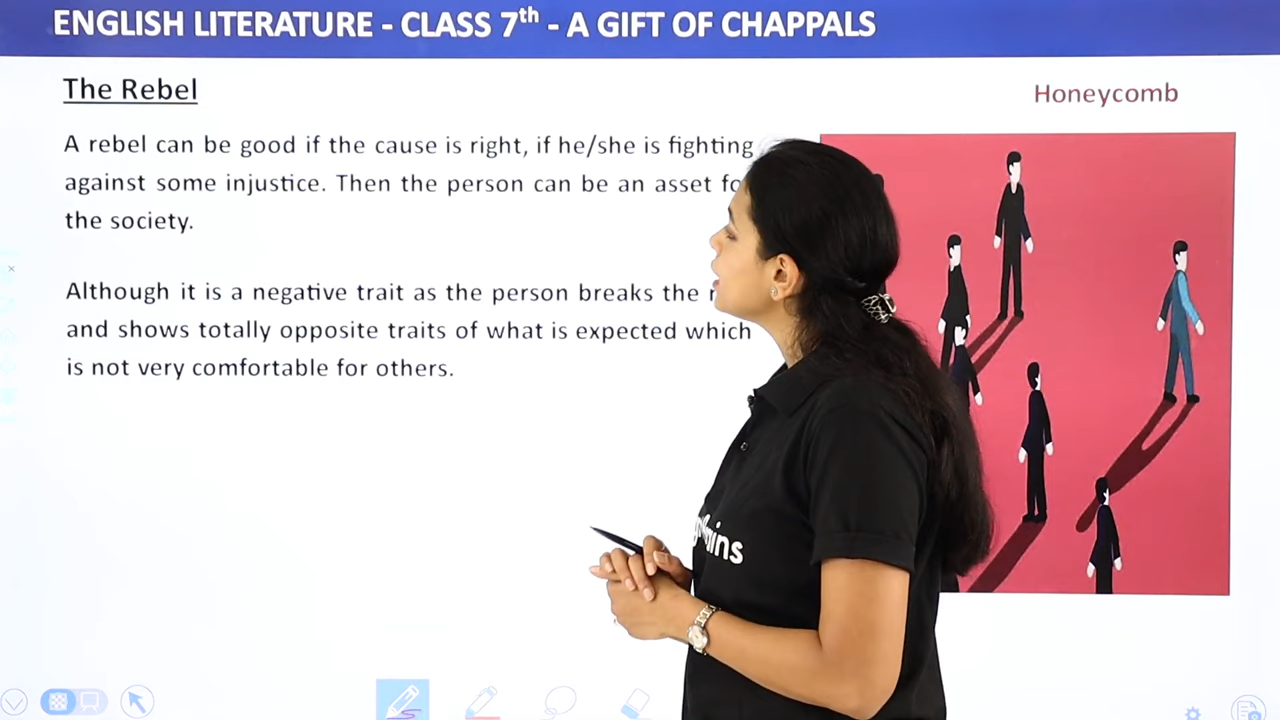 ENGLISH LITERATURE - CLASS 7th - A GIFT OF CHAPPALS
The Rebel
Honeycomb
A rebel can be good if the cause is right, if he/she is fighting
against some injustice. Then the person can be an asset
the society.
Although it is a negative trait as the person breaks the
and shows totally opposite traits of what is expected which
is not very comfortable for others.